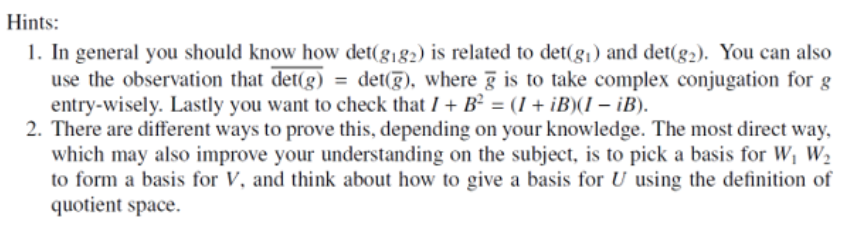 Hints:
1. In general you should know how det(g₁g₂) is related to det(g₁) and det(g₂). You can also
use the observation that \overline{det(g)} = det(\overline{g}), where \overline{g} is to take complex conjugation for g
entry-wisely. Lastly you want to check that I + B² = (I + iB)(I − iB).
2. There are different ways to prove this, depending on your knowledge. The most direct way,
which may also improve your understanding on the subject, is to pick a basis for W₁ W₂
to form a basis for V, and think about how to give a basis for U using the definition of
quotient space.